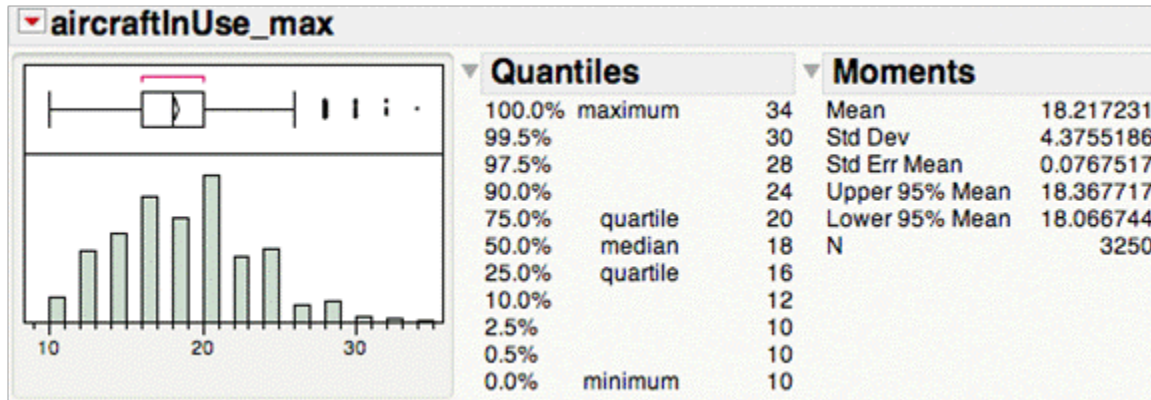 aircraftInUse_max
10 20 30
Quantiles
100.0% maximum 34
99.5% 30
97.5% 28
90.0% 24
75.0% quartile 20
50.0% median 18
25.0% quartile 16
10.0% 12
2.5% 10
0.5% 10
0.0% minimum 10
Moments
Mean 18.217231
Std Dev 4.3755186
Std Err Mean 0.0767517
Upper 95% Mean 18.367717
Lower 95% Mean 18.066744
N 3250